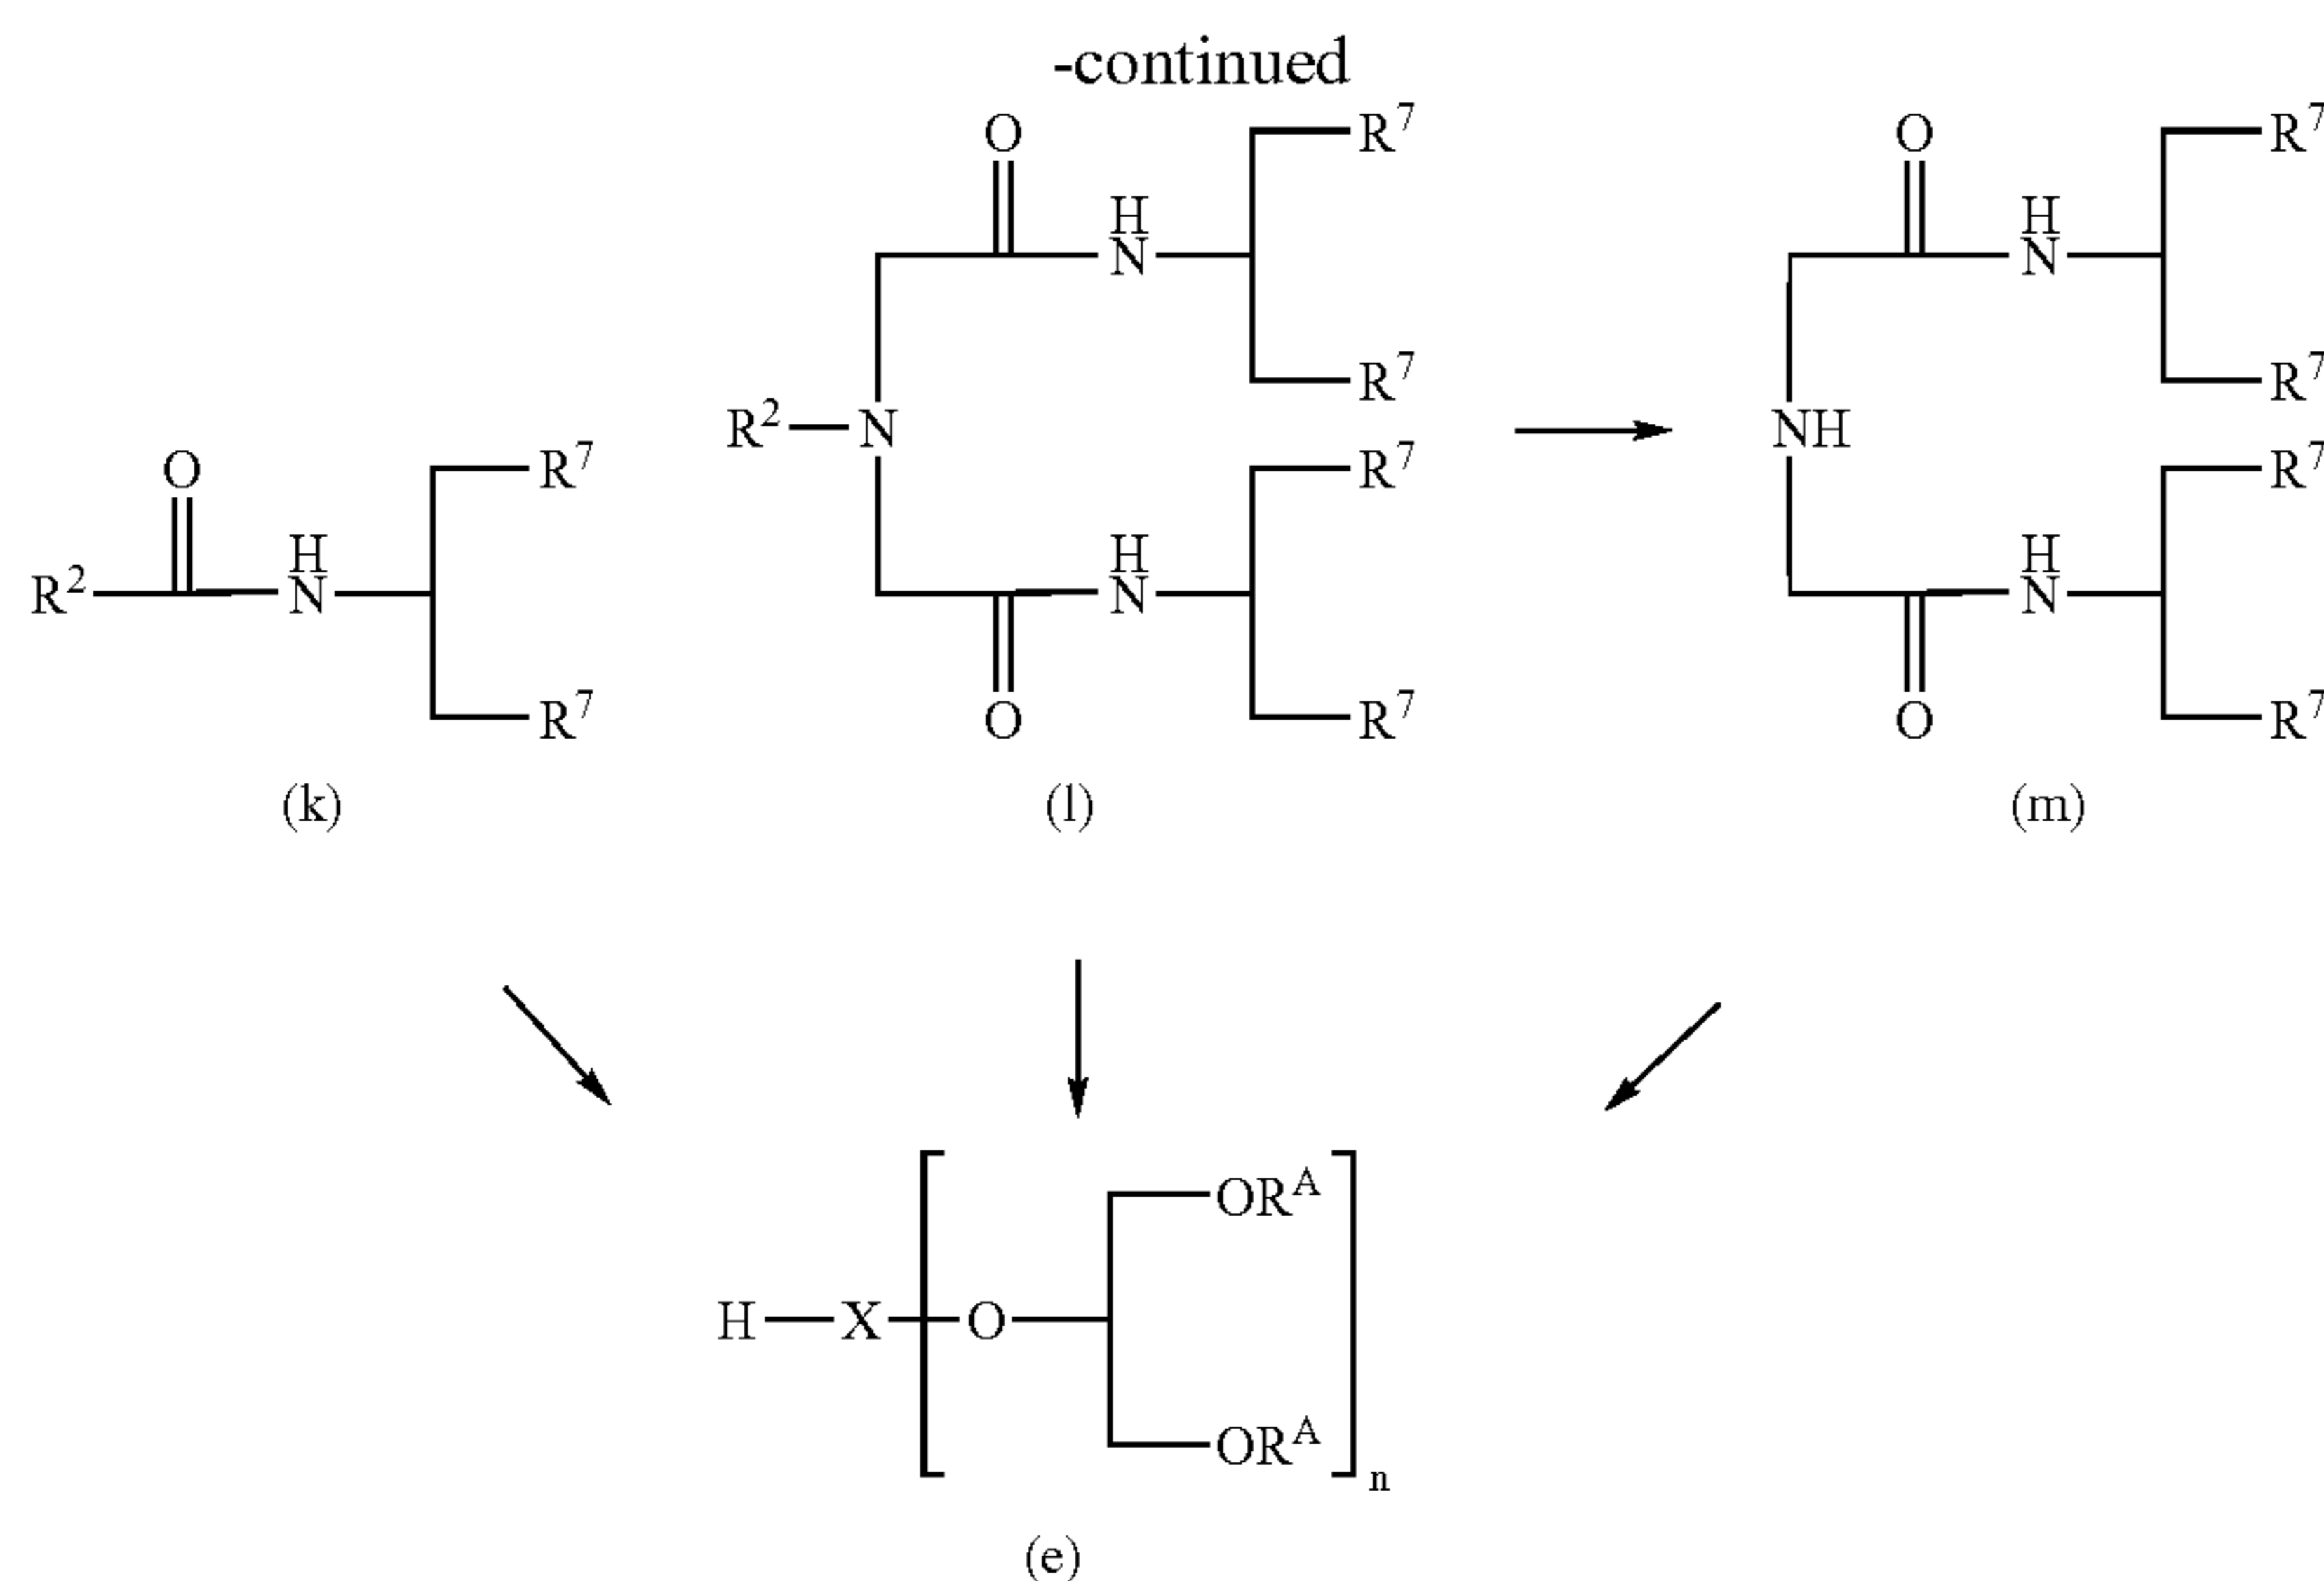 -continued
O
R⁷
H
N
R⁷
R²—N
R⁷
H
N
R⁷
O
O
R⁷
H
N
R⁷
NH
R⁷
H
N
R⁷
O
O
R⁷
H
R² N
R⁷
(k) (l) (m)
ORᴬ
H—X O
ORᴬ
n
(e)